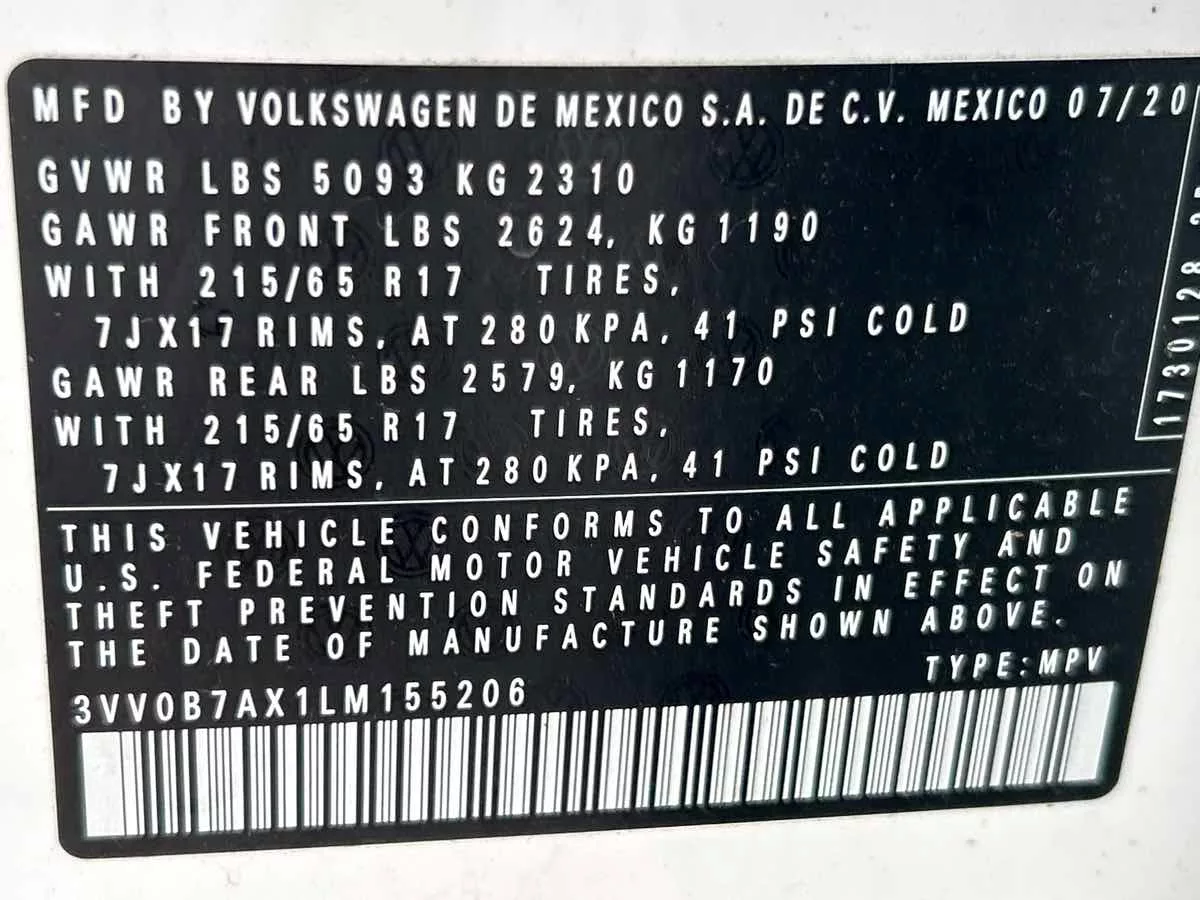 MFD BY VOLKSWAGEN DE MEXICO S.A. DE C.V. MEXICO 07/20
GVWR LBS 5093 KG 2310
GAWR FRONT LBS 2624, KG 1190
WITH 215/65 R17 TIRES,
7JX17 RIMS, AT 280 KPA, 41 PSI COLD
GAWR REAR LBS 2579, KG 1170
WITH 215/65 R17 TIRES,
7JX17 RIMS, AT 280 KPA, 41 PSI COLD
THIS VEHICLE CONFORMS TO ALL APPLICABLE
U.S. FEDERAL MOTOR VEHICLE SAFETY AND
THEFT PREVENTION STANDARDS IN EFFECT ON
THE DATE OF MANUFACTURE SHOWN ABOVE.
TYPE: MPV
3VV0B7AX1LM155206
1730128